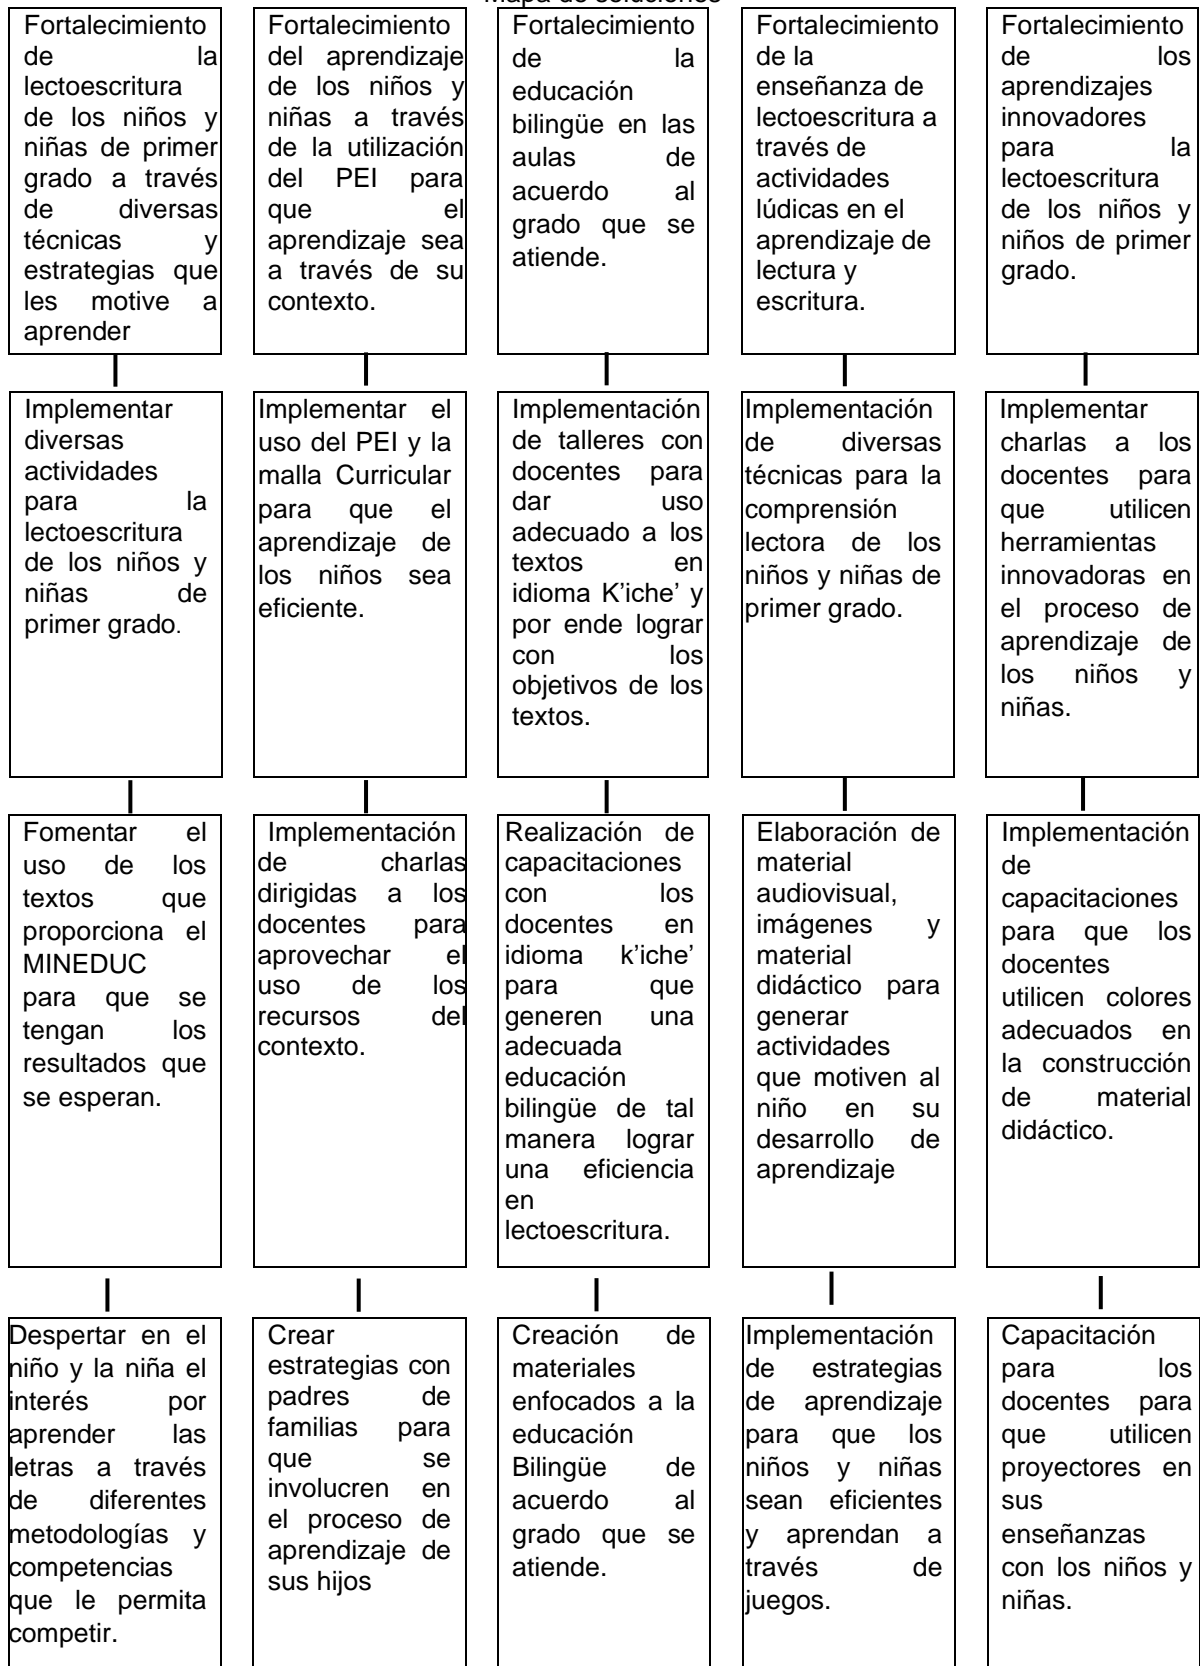 Mapa de soluciones
Fortalecimiento
de la
lectoescritura
de los niños y
niñas de primer
grado a través
de diversas
técnicas y
estrategias que
les motive a
aprender
Fortalecimiento
del aprendizaje
de los niños y
niñas a través
de la utilización
del PEI para
que el
aprendizaje sea
a través de su
contexto.
Fortalecimiento
de la
educación
bilingüe en las
aulas de
acuerdo al
grado que se
atiende.
Fortalecimiento
de la
enseñanza de
lectoescritura a
través de
actividades
lúdicas en el
aprendizaje de
lectura y
escritura.
Fortalecimiento
de los
aprendizajes
innovadores
para la
lectoescritura
de los niños y
niños de primer
grado.
Implementar
diversas
actividades
para la
lectoescritura
de los niños y
niñas de
primer grado.
Implementar el
uso del PEI y la
malla Curricular
para que el
aprendizaje de
los niños sea
eficiente.
Implementación
de talleres con
docentes para
dar uso
adecuado a los
textos en
idioma K'iche’ y
por ende lograr
con los
objetivos de los
textos.
Implementación
de diversas
técnicas para la
comprensión
lectora de los
niños y niñas de
primer grado.
Implementar
charlas a los
docentes para
que utilicen
herramientas
innovadoras en
el proceso de
aprendizaje de
los niños y
niñas.
Fomentar el
uso de los
textos que
proporciona el
MINEDUC
para que se
tengan los
resultados que
se esperan.
Implementación
de charlas
dirigidas a los
docentes para
aprovechar el
uso de los
recursos del
contexto.
Realización de
capacitaciones
con los
docentes en
idioma k’iche’
para que
generen una
adecuada
educación
bilingüe de tal
manera lograr
una eficiencia
en
lectoescritura.
Elaboración de
material
audiovisual,
imágenes y
material
didáctico para
generar
actividades
que motiven al
niño en su
desarrollo de
aprendizaje
Implementación
de
capacitaciones
para que los
docentes
utilicen colores
adecuados en
la construcción
de material
didáctico.
Despertar en el
niño y la niña el
interés por
aprender las
letras a través
de diferentes
metodologías y
competencias
que le permita
competir.
Crear
estrategias con
padres de
familias para
que se
involucren en
el proceso de
aprendizaje de
sus hijos
Creación de
materiales
enfocados a la
educación
Bilingüe de
acuerdo al
grado que se
atiende.
Implementación
de estrategias
de aprendizaje
para que los
niños y niñas
sean eficientes
y aprendan a
través de
juegos.
Capacitación
para los
docentes para
que utilicen
proyectores en
sus
enseñanzas
con los niños y
niñas.